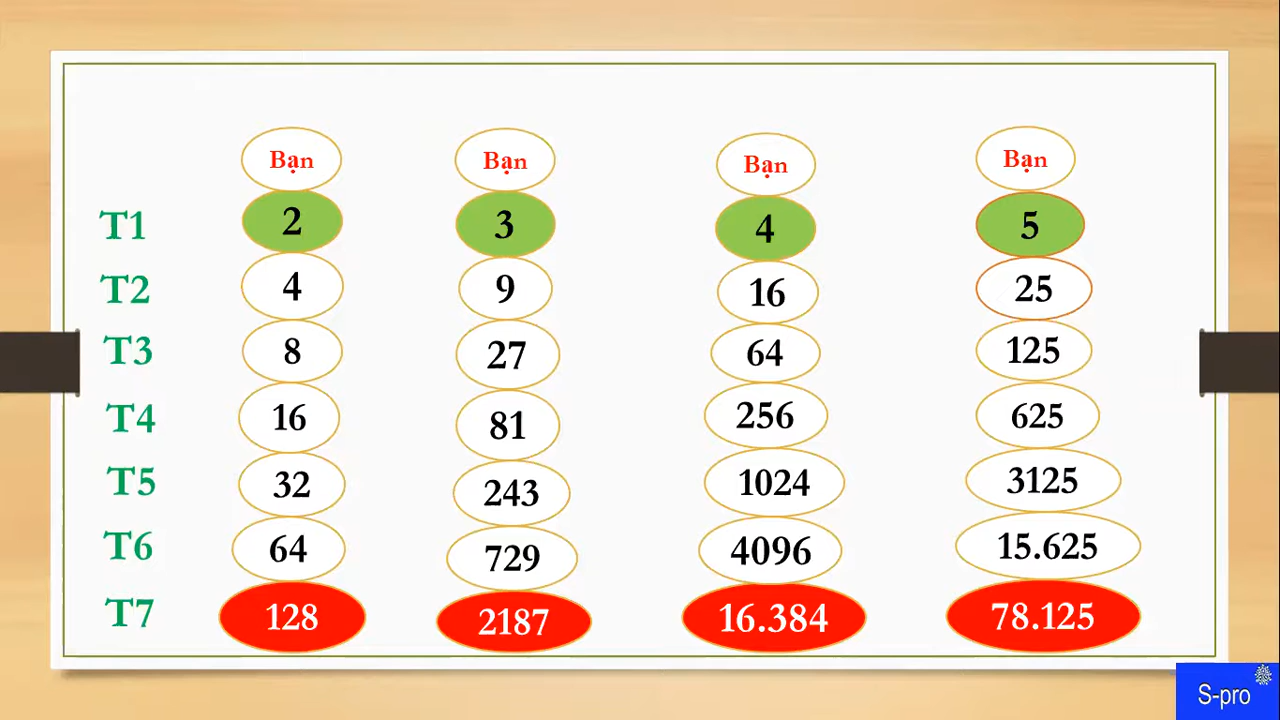 Bạn Bạn Bạn Bạn
T1 2 3 4 5
T2 4 9 16 25
T3 8 27 64 125
T4 16 81 256 625
T5 32 243 1024 3125
T6 64 729 4096 15.625
T7 128 2187 16.384 78.125
S-pro